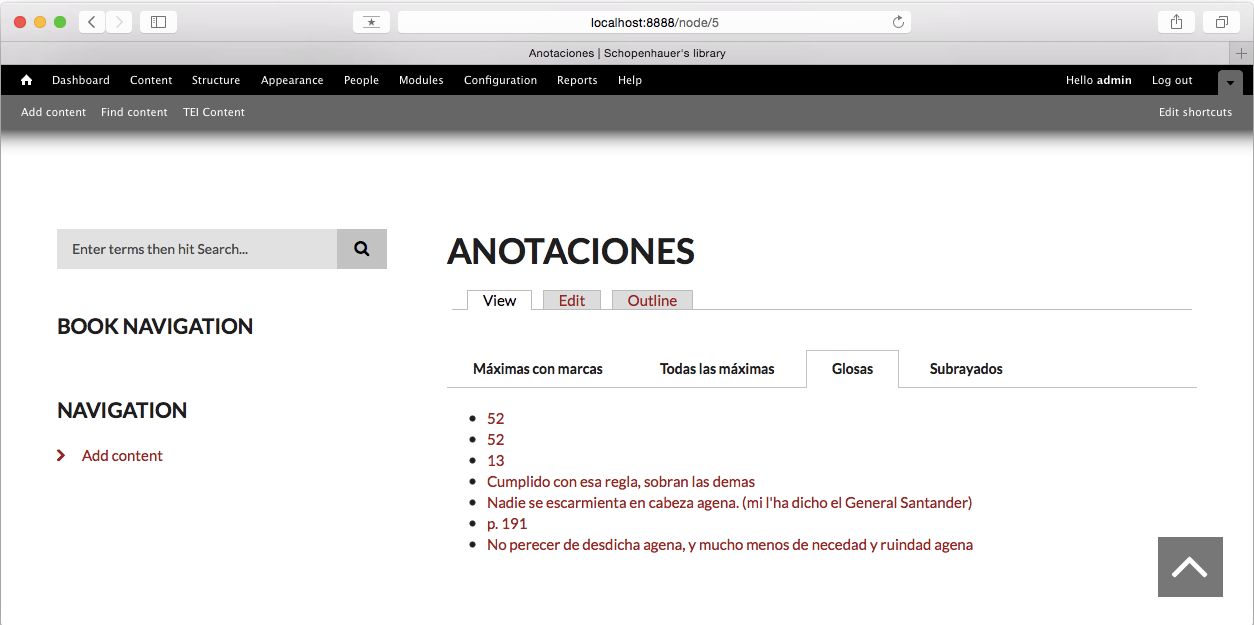 localhost:8888/node/5
Anotaciones | Schopenhauer's library
Dashboard Content Structure Appearance People Modules Configuration Reports Help Hello admin Log out
Add content Find content TEI Content Edit shortcuts
Enter terms then hit Search...
ANOTACIONES
View Edit Outline
BOOK NAVIGATION
Máximas con marcas Todas las máximas Glosas Subrayados
NAVIGATION
Add content
52
52
13
Cumplido con esa regla, sobran las demas
Nadie se escarmienta en cabeza agena. (mi l'ha dicho el General Santander)
p. 191
No perecer de desdicha agena, y mucho menos de necedad y ruindad agena